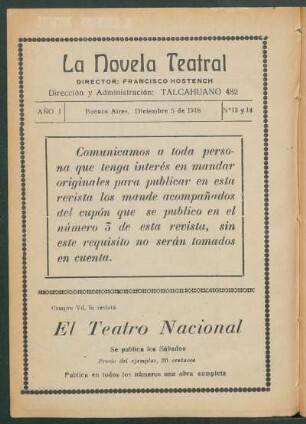 La Novela Teatral
DIRECTOR: FRANCISCO HOSTENCH
Dirección y Administración: TALCAHUANO 482
AÑO I
Buenos Aires, Diciembre 5 de 1918
Nº 13 y 14
Comunicamos a toda perso-
na que tenga interés en mandar
originales para publicar en esta
revista los mande acompañados
del cupón que se publico en el
número 5 de esta revista, sin
este requisito no serán tomados
en cuenta.
Compre Vd. la revista
El Teatro Nacional
Se publica los Sábados
Precio del ejemplar, 20 centavos
Publica en todos los números una obra completa